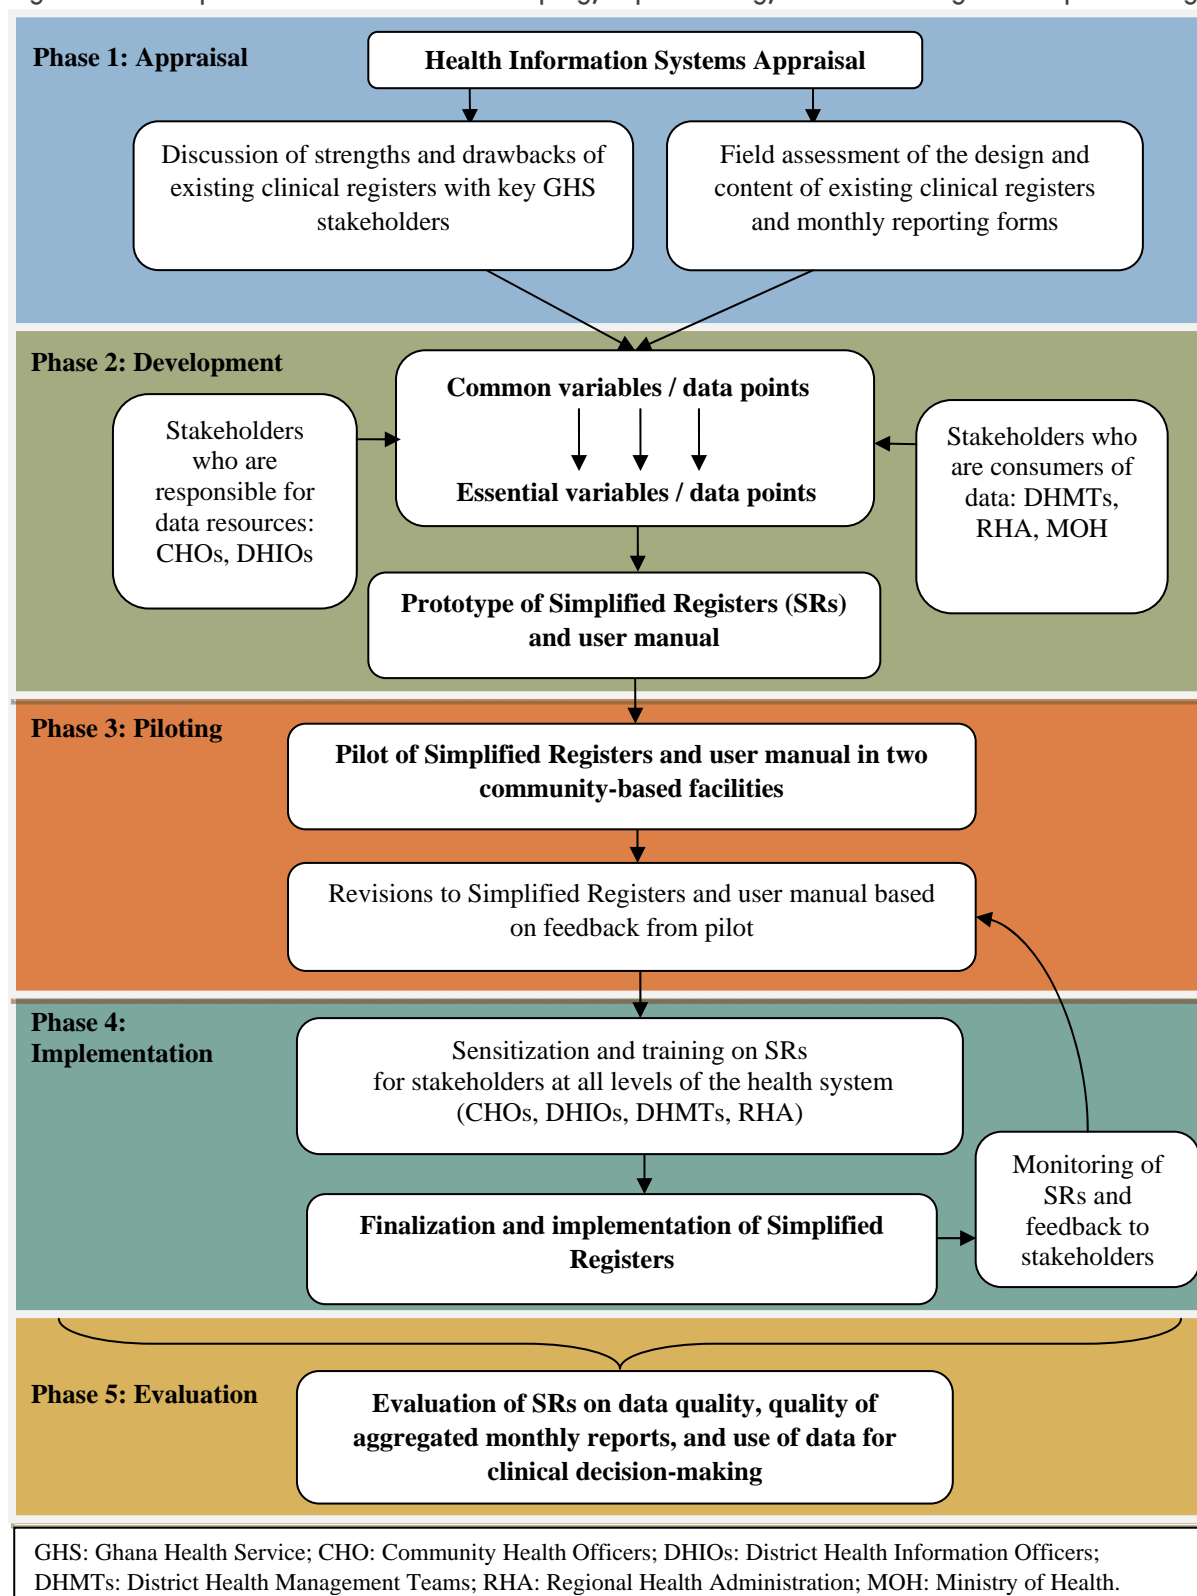 Phase 1: Appraisal
Health Information Systems Appraisal
Discussion of strengths and drawbacks of
existing clinical registers with key GHS
stakeholders
Field assessment of the design and
content of existing clinical registers
and monthly reporting forms
Phase 2: Development
Common variables / data points
Essential variables / data points
Stakeholders
who are
responsible for
data resources:
CHOs, DHIOs
Stakeholders who
are consumers of
data: DHMTs,
RHA, MOH
Prototype of Simplified Registers (SRs)
and user manual
Phase 3: Piloting
Pilot of Simplified Registers and user manual in two
community-based facilities
Revisions to Simplified Registers and user manual based
on feedback from pilot
Phase 4:
Implementation
Sensitization and training on SRs
for stakeholders at all levels of the health system
(CHOs, DHIOs, DHMTs, RHA)
Finalization and implementation of Simplified
Registers
Monitoring of
SRs and
feedback to
stakeholders
Phase 5: Evaluation
Evaluation of SRs on data quality, quality of
aggregated monthly reports, and use of data for
clinical decision-making
GHS: Ghana Health Service; CHO: Community Health Officers; DHIOs: District Health Information Officers;
DHMTs: District Health Management Teams; RHA: Regional Health Administration; MOH: Ministry of Health.